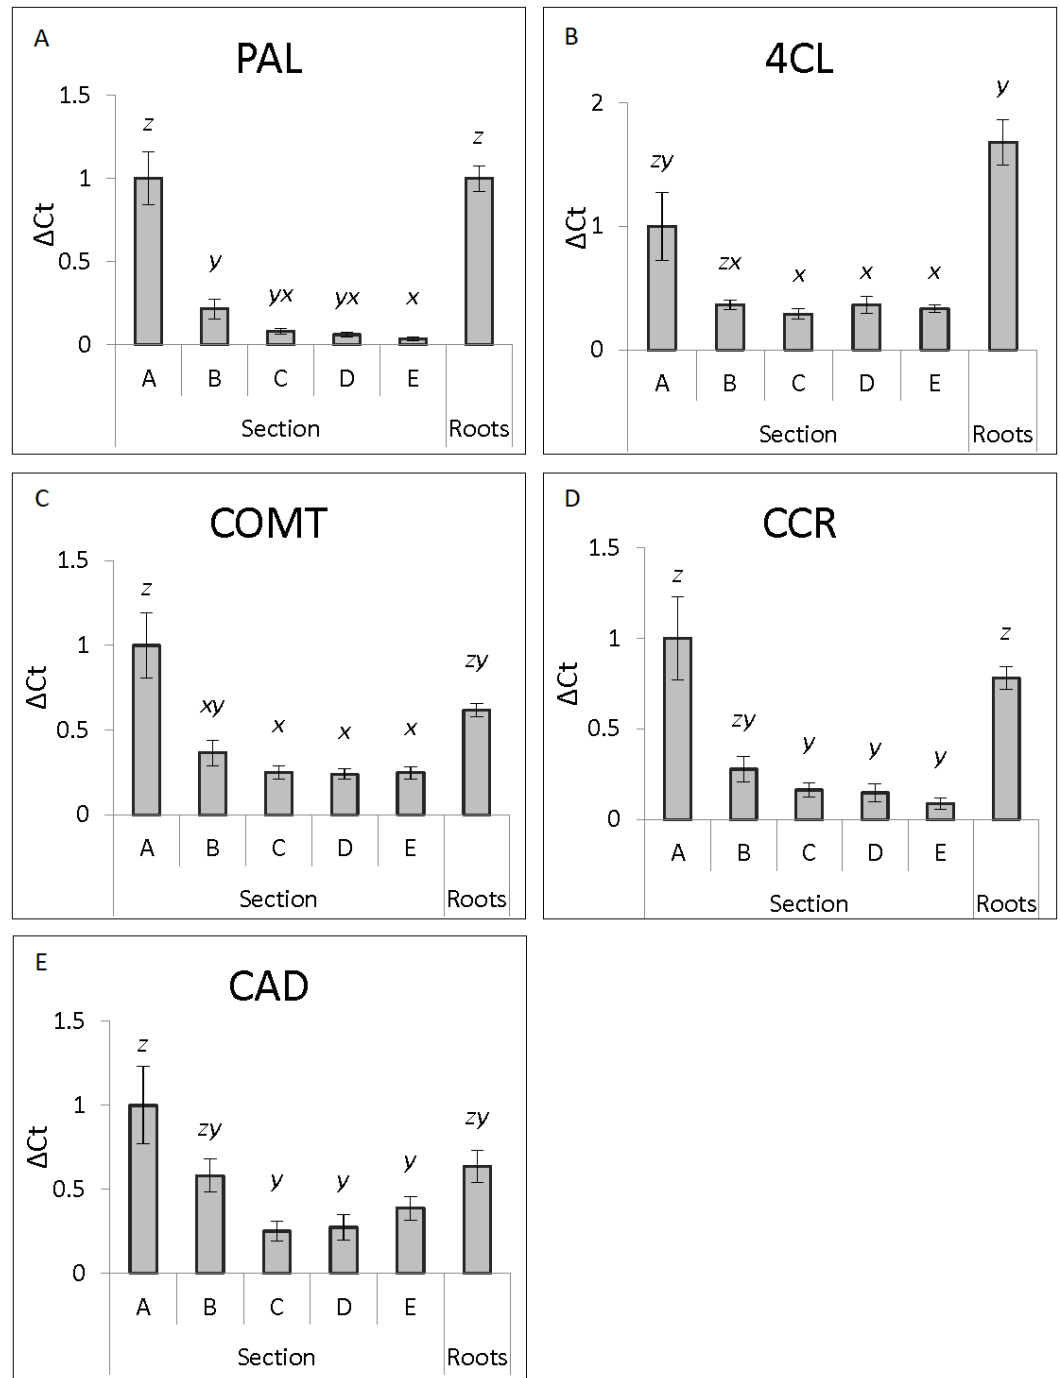 A
PAL
1.5
z
z
1
ΔCt
0.5
y
yx
yx
x
0
A B C D E
Section Roots
B
4CL
2
y
zy
ΔCt
1
zx
x
x
x
0
A B C D E
Section Roots
C
COMT
1.5
z
1
zy
ΔCt
xy
x
x
x
0.5
0
A B C D E
Section Roots
D
CCR
1.5
z
z
1
ΔCt
zy
y
y
y
0.5
0
A B C D E
Section Roots
E
CAD
1.5
z
1
zy
zy
ΔCt
y
y
y
0.5
0
A B C D E
Section Roots